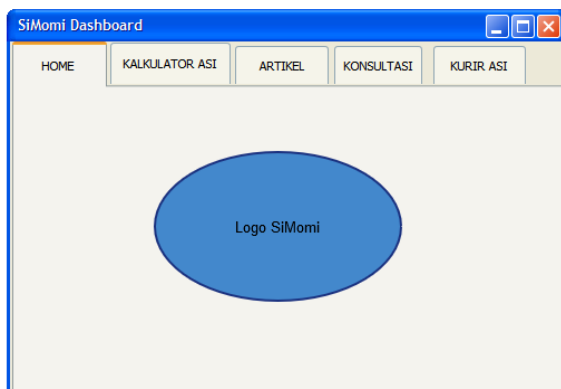 SiMomi Dashboard
HOME KALKULATOR ASI ARTIKEL KONSULTASI KURIR ASI
Logo SiMomi